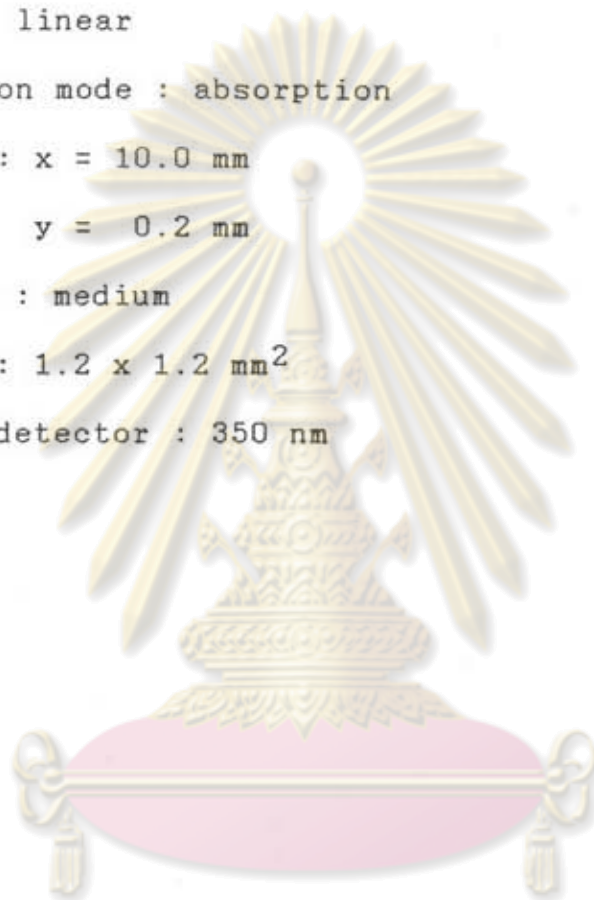 linear
on mode : absorption
: x = 10.0 mm
y = 0.2 mm
: medium
: 1.2 x 1.2 mm²
detector : 350 nm